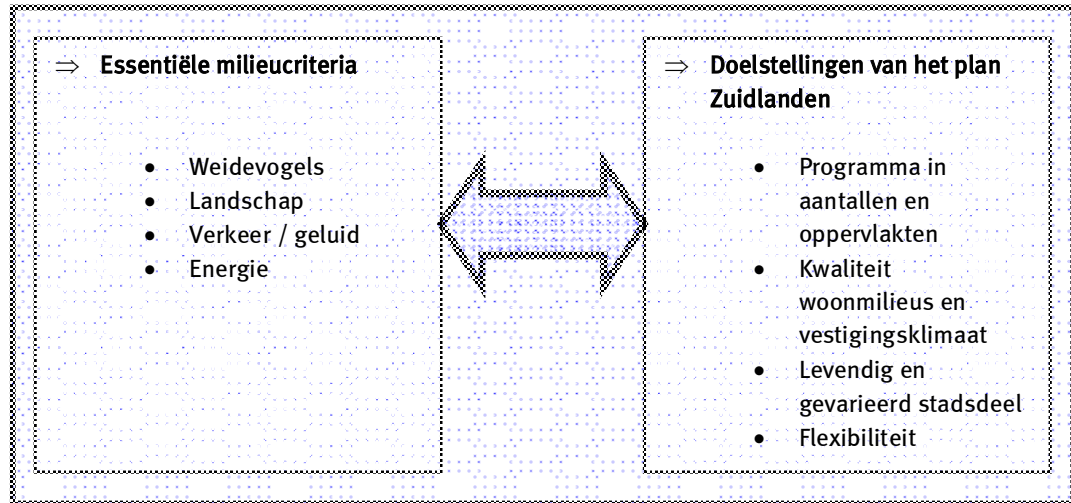 ⇒ Essentiële milieucriteria
• Weidevogels
• Landschap
• Verkeer / geluid
• Energie
⇒ Doelstellingen van het plan
Zuidlanden
• Programma in
aantallen en
oppervlakten
• Kwaliteit
woonmilieus en
vestigingsklimaat
• Levendig en
gevarieerd stadsdeel
• Flexibiliteit